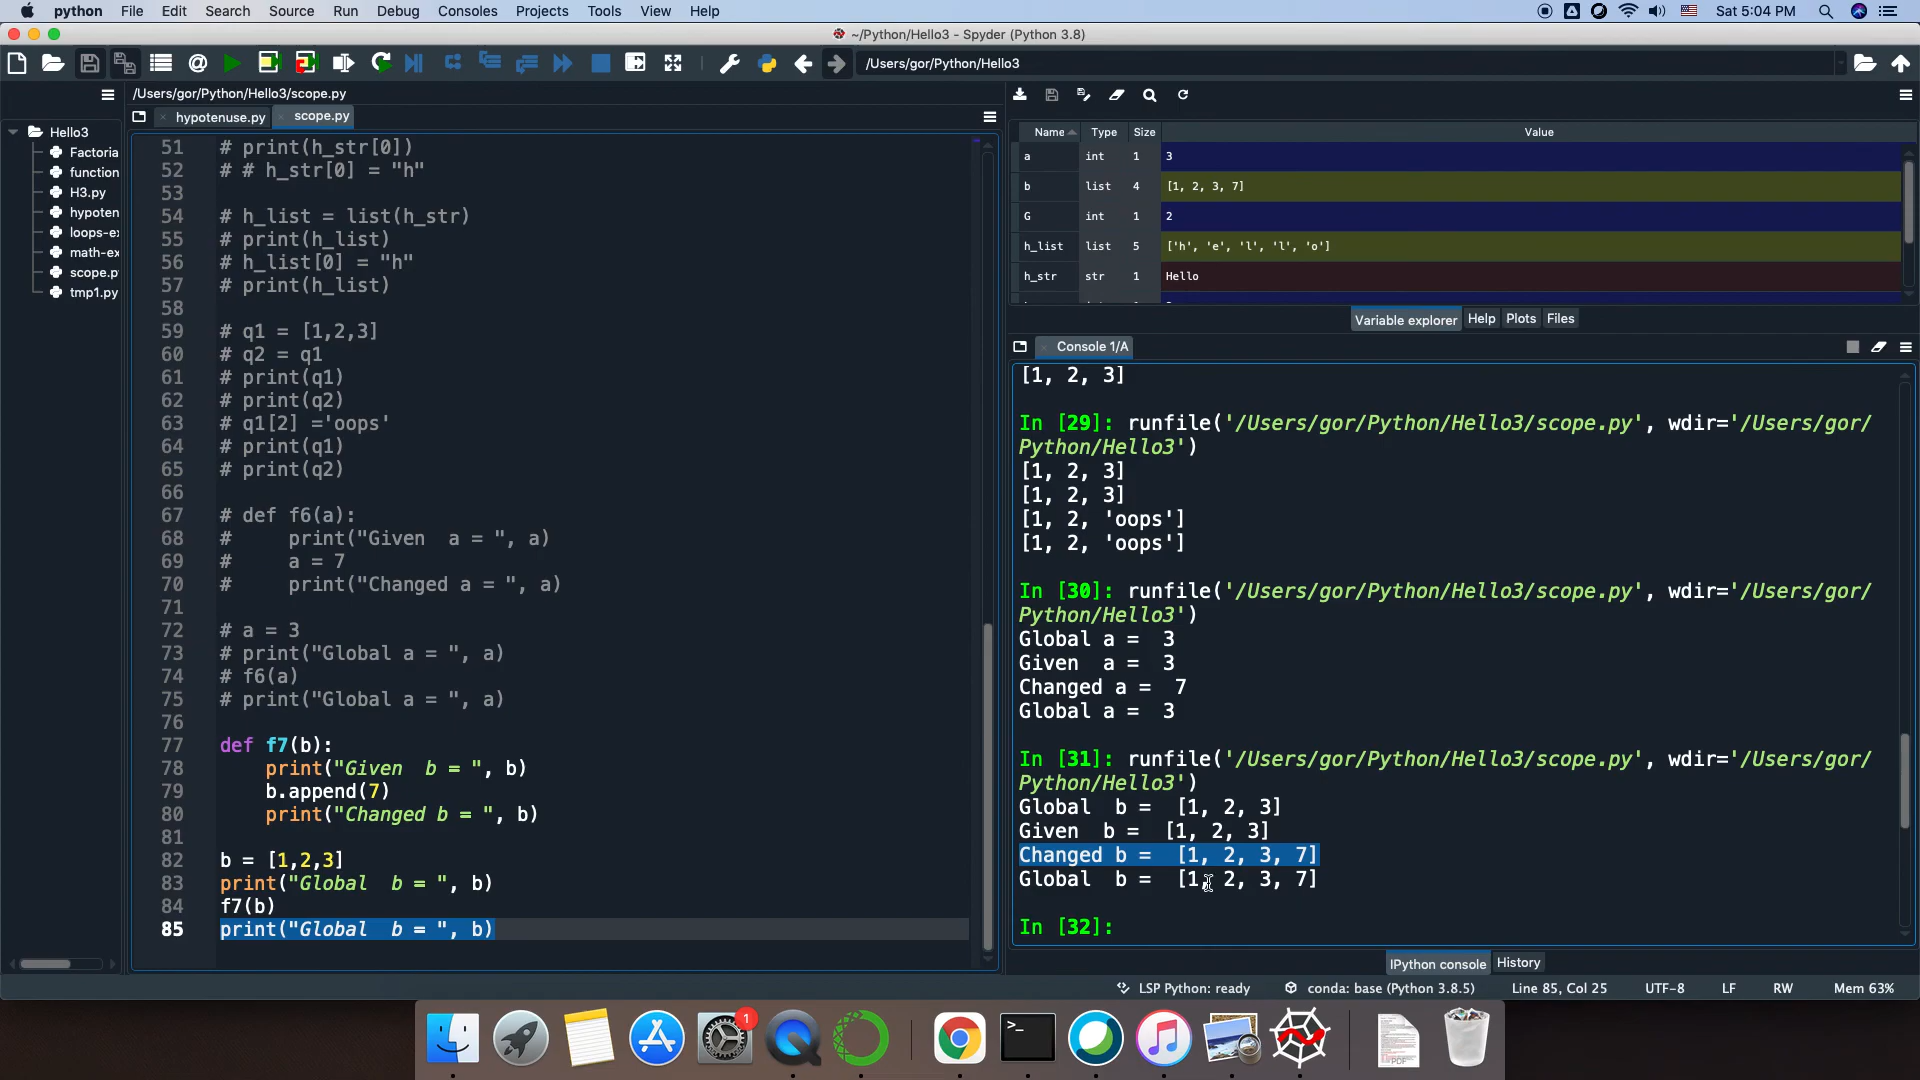 python File Edit Search Source Run Debug Consoles Projects Tools View Help Sat 5:04 PM
~/Python/Hello3 - Spyder (Python 3.8)
/Users/gor/Python/Hello3
/Users/gor/Python/Hello3/scope.py
hypotenuse.py scope.py
Hello3
Factoria
function
H3.py
hypoten
loops-ex
math-ex
scope.p
tmp1.py
51 # print(h_str[0])
52 # # h_str[0] = "h"
53
54 # h_list = list(h_str)
55 # print(h_list)
56 # h_list[0] = "h"
57 # print(h_list)
58
59 # q1 = [1,2,3]
60 # q2 = q1
61 # print(q1)
62 # print(q2)
63 # q1[2] ='oops'
64 # print(q1)
65 # print(q2)
66
67 # def f6(a):
68 #     print("Given  a = ", a)
69 #     a = 7
70 #     print("Changed a = ", a)
71
72 # a = 3
73 # print("Global a = ", a)
74 # f6(a)
75 # print("Global a = ", a)
76
77 def f7(b):
78     print("Given  b = ", b)
79     b.append(7)
80     print("Changed b = ", b)
81
82 b = [1,2,3]
83 print("Global  b = ", b)
84 f7(b)
85 print("Global  b = ", b)
Name Type Size Value
a int 1 3
b list 4 [1, 2, 3, 7]
G int 1 2
h_list list 5 ['h', 'e', 'l', 'l', 'o']
h_str str 1 Hello
Variable explorer Help Plots Files
Console 1/A
[1, 2, 3]
In [29]: runfile('/Users/gor/Python/Hello3/scope.py', wdir='/Users/gor/
Python/Hello3')
[1, 2, 3]
[1, 2, 3]
[1, 2, 'oops']
[1, 2, 'oops']
In [30]: runfile('/Users/gor/Python/Hello3/scope.py', wdir='/Users/gor/
Python/Hello3')
Global a =  3
Given  a =  3
Changed a =  7
Global a =  3
In [31]: runfile('/Users/gor/Python/Hello3/scope.py', wdir='/Users/gor/
Python/Hello3')
Global  b =  [1, 2, 3]
Given  b =  [1, 2, 3]
Changed b =  [1, 2, 3, 7]
Global  b =  [1, 2, 3, 7]
In [32]:
IPython console History
LSP Python: ready conda: base (Python 3.8.5) Line 85, Col 25 UTF-8 LF RW Mem 63%
1
PDF